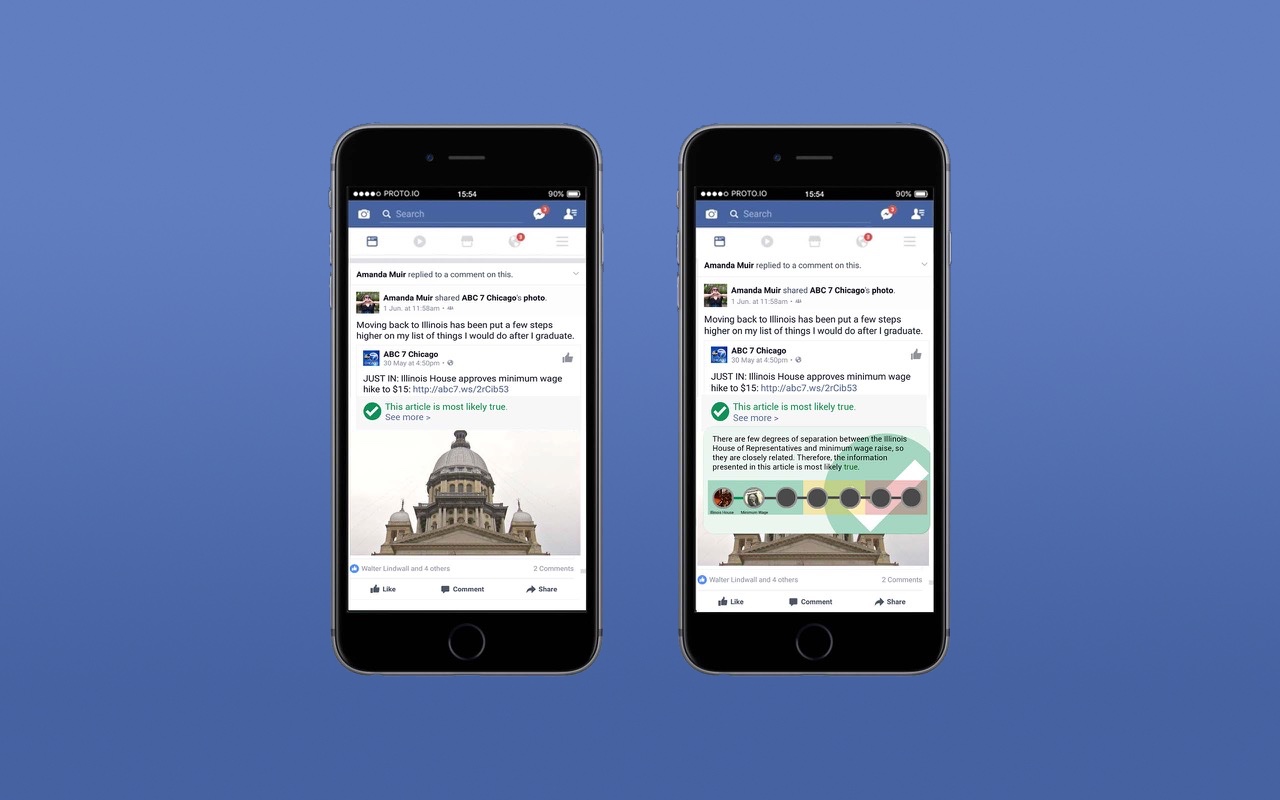 PROTO.IO 15:54 90%
Search 3
3
Amanda Muir replied to a comment on this.
Amanda Muir shared ABC 7 Chicago's photo.
1 Jun. at 11:58am •
Moving back to Illinois has been put a few steps
higher on my list of things I would do after I graduate.
ABC 7 Chicago
30 May at 4:50pm •
JUST IN: Illinois House approves minimum wage
hike to $15: http://abc7.ws/2rCib53
This article is most likely true.
See more >
Walter Lindwall and 4 others 2 Comments
Like Comment Share
PROTO.IO 15:54 90%
Search 3
3
Amanda Muir replied to a comment on this.
Amanda Muir shared ABC 7 Chicago's photo.
1 Jun. at 11:58am •
Moving back to Illinois has been put a few steps
higher on my list of things I would do after I graduate.
ABC 7 Chicago
30 May at 4:50pm •
JUST IN: Illinois House approves minimum wage
hike to $15: http://abc7.ws/2rCib53
This article is most likely true.
See more >
There are few degrees of separation between the Illinois
House of Representatives and minimum wage raise, so
they are closely related. Therefore, the information
presented in this article is most likely true.
Illinois House Minimum Wage
Walter Lindwall and 4 others 2 Comments
Like Comment Share